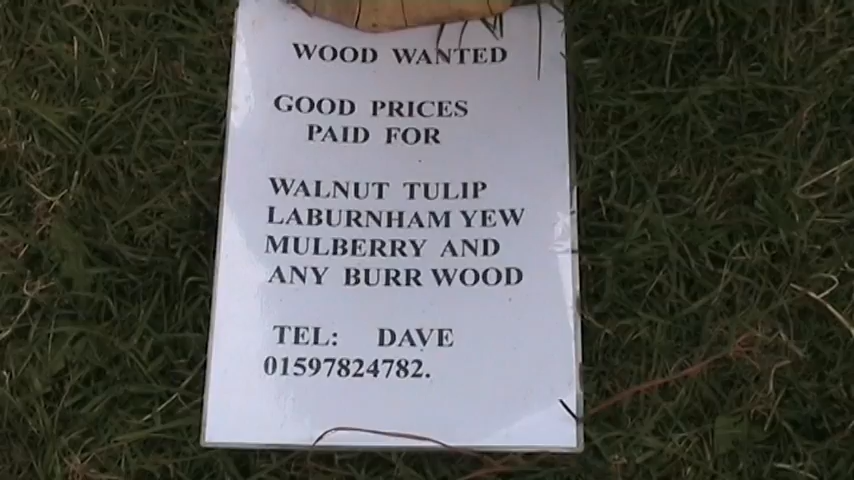 WOOD WANTED
GOOD PRICES
PAID FOR
WALNUT TULIP
LABURNHAM YEW
MULBERRY AND
ANY BURR WOOD
TEL: DAVE
01597824782.